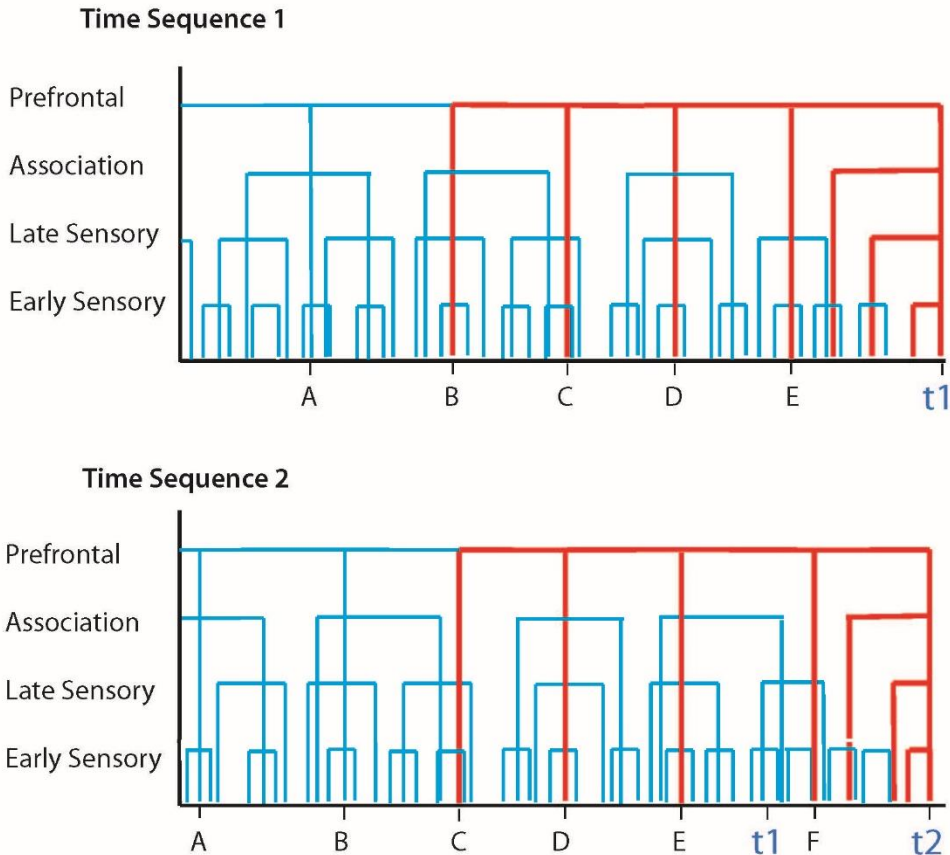 Time Sequence 1
Prefrontal
Association
Late Sensory
Early Sensory
A B C D E t1
Time Sequence 2
Prefrontal
Association
Late Sensory
Early Sensory
A B C D E t1 F t2